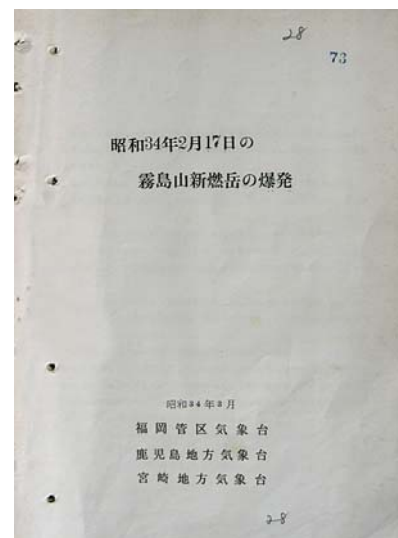 28
73
昭和34年2月17日の
霧島山新燃岳の爆発
昭和34年3月
福岡管区気象台
鹿児島地方気象台
宮崎地方気象台
28